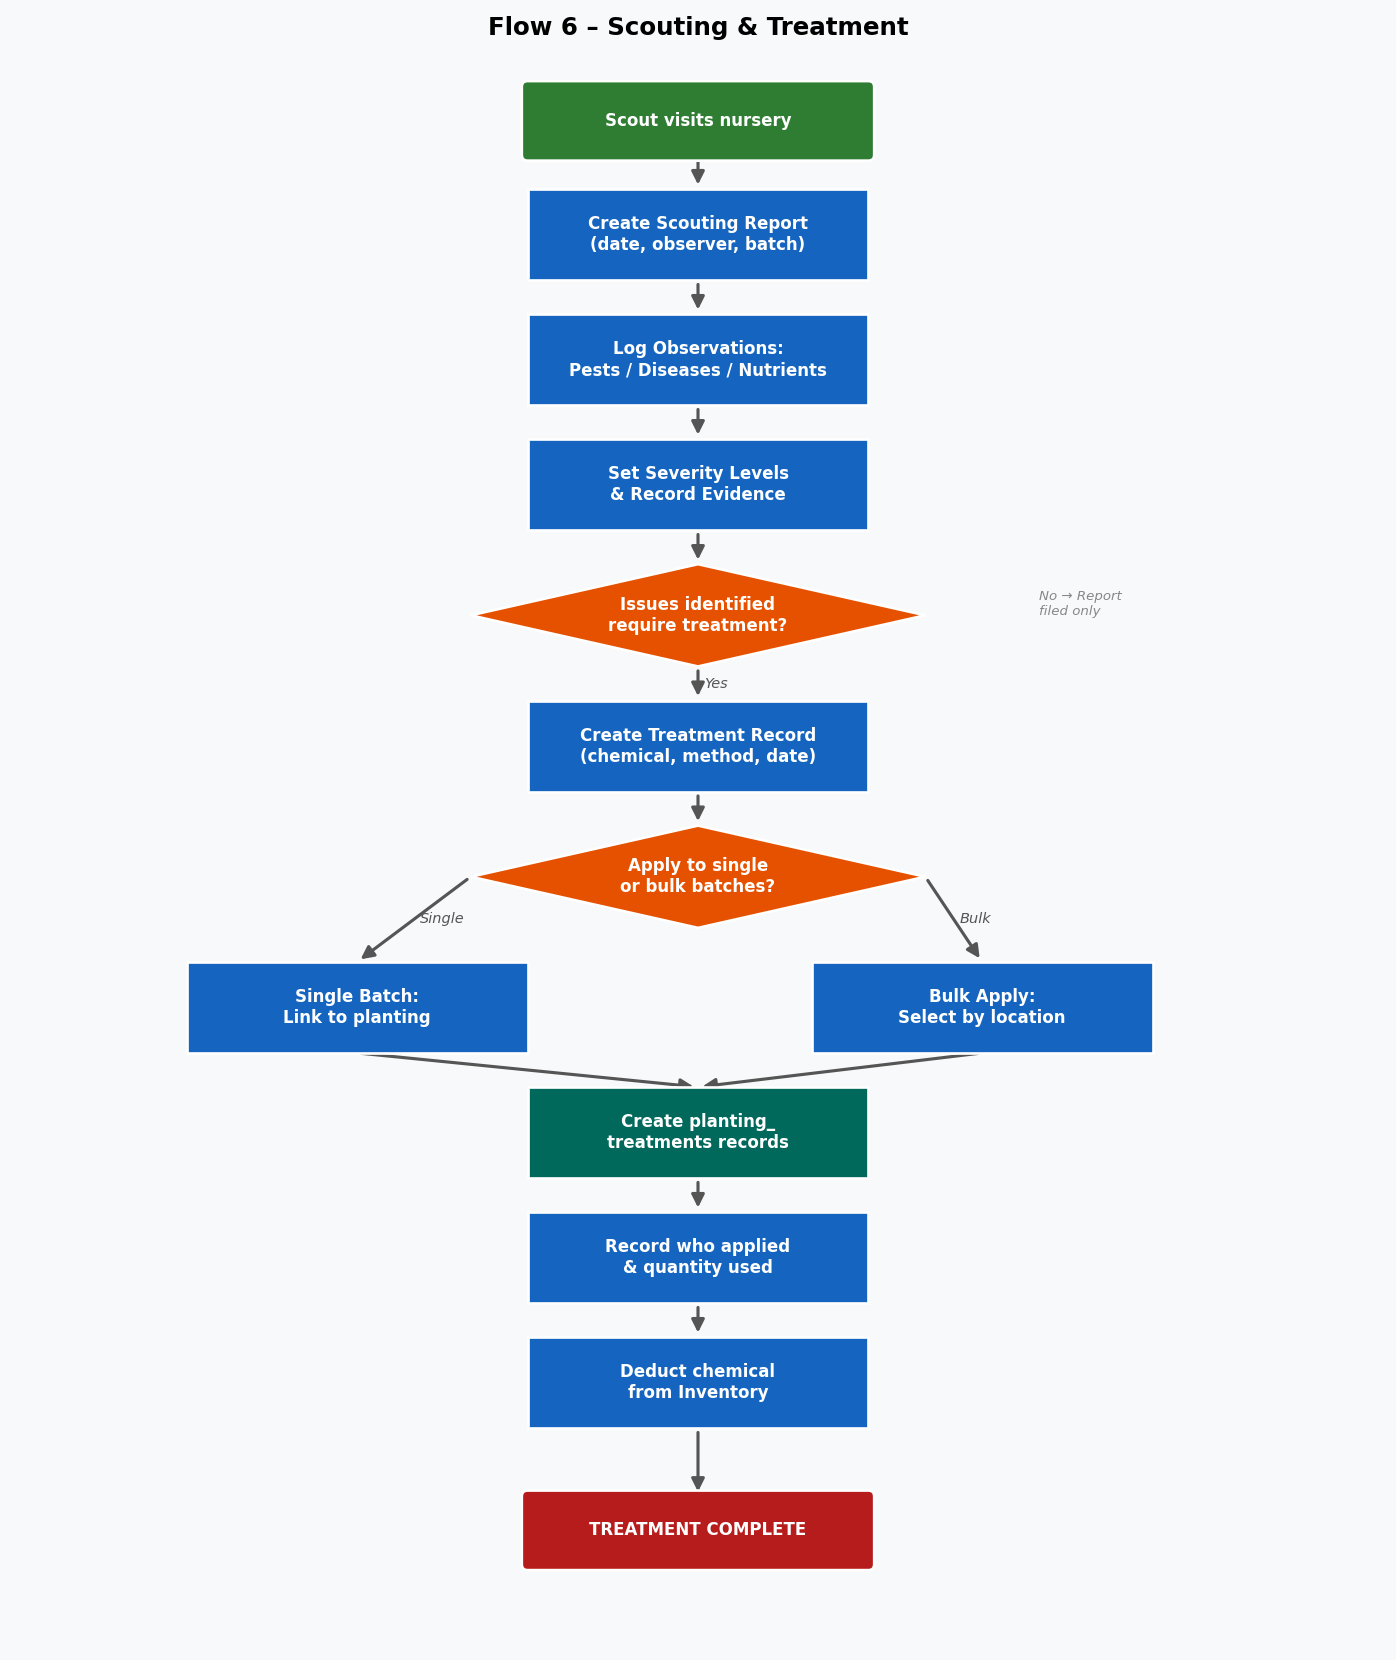 Flow 6 – Scouting & Treatment
Scout visits nursery
Create Scouting Report
(date, observer, batch)
Log Observations:
Pests / Diseases / Nutrients
Set Severity Levels
& Record Evidence
Issues identified
require treatment?
No → Report
filed only
Yes
Create Treatment Record
(chemical, method, date)
Apply to single
or bulk batches?
Single
Bulk
Single Batch:
Link to planting
Bulk Apply:
Select by location
Create planting_
treatments records
Record who applied
& quantity used
Deduct chemical
from Inventory
TREATMENT COMPLETE